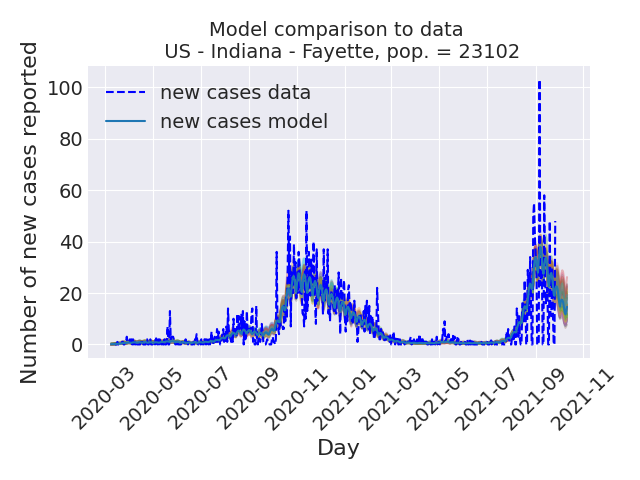 Model comparison to data
US - Indiana - Fayette, pop. = 23102
Number of new cases reported
100
80
60
40
20
0
new cases data
new cases model
2020-03
2020-05
2020-07
2020-09
2020-11
2021-01
2021-03
2021-05
2021-07
2021-09
2021-11
Day